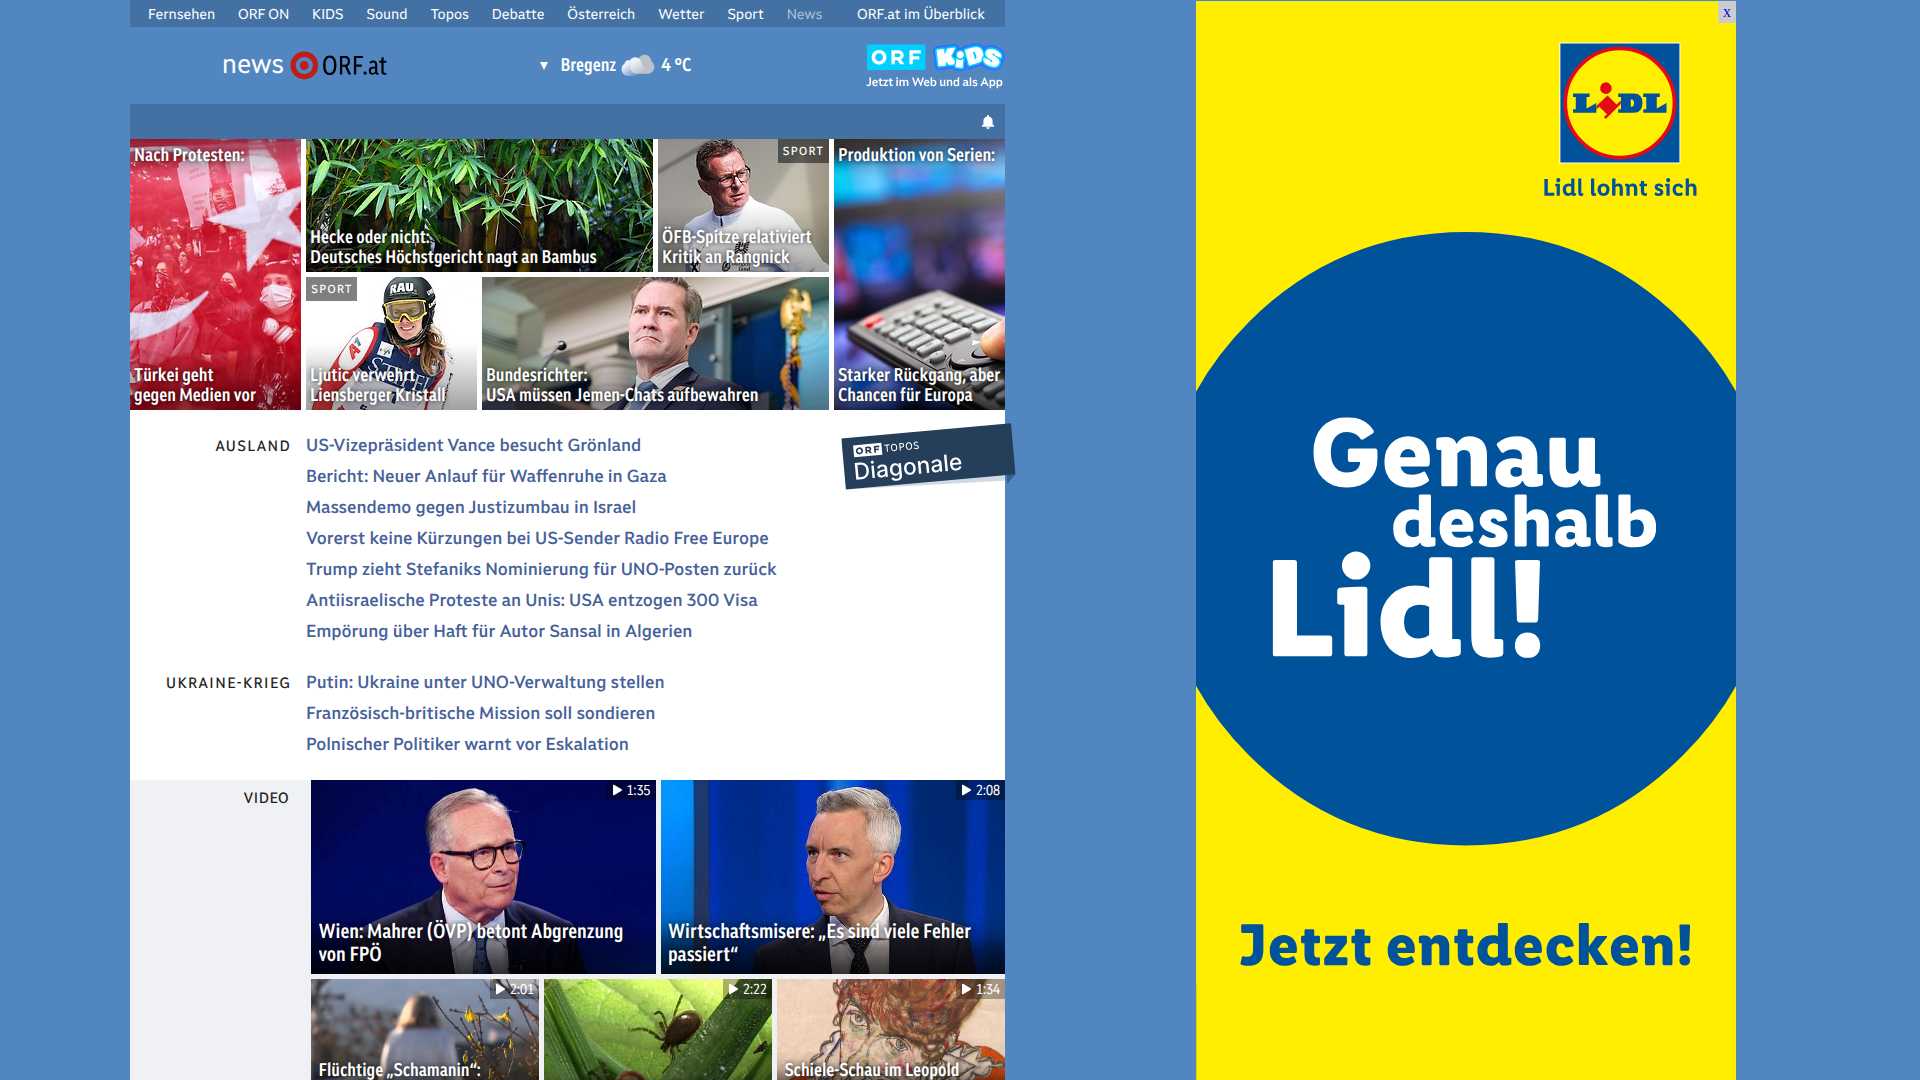 Fernsehen ORF ON KIDS Sound Topos Debatte Österreich Wetter Sport News ORF.at im Überblick
news ORF.at
▼ Bregenz 4 °C
ORF KiDS
Jetzt im Web und als App
Nach Protesten:
Türkei geht
gegen Medien vor
Hecke oder nicht:
Deutsches Höchstgericht nagt an Bambus
SPORT
ÖFB-Spitze relativiert
Kritik an Rangnick
Produktion von Serien:
Starker Rückgang, aber
Chancen für Europa
SPORT
RAU
Ljutic verwehrt
Liensberger Kristall
Bundesrichter:
USA müssen Jemen-Chats aufbewahren
AUSLAND
US-Vizepräsident Vance besucht Grönland
Bericht: Neuer Anlauf für Waffenruhe in Gaza
Massendemo gegen Justizumbau in Israel
Vorerst keine Kürzungen bei US-Sender Radio Free Europe
Trump zieht Stefaniks Nominierung für UNO-Posten zurück
Antiisraelische Proteste an Unis: USA entzogen 300 Visa
Empörung über Haft für Autor Sansal in Algerien
ORF TOPOS
Diagonale
UKRAINE-KRIEG
Putin: Ukraine unter UNO-Verwaltung stellen
Französisch-britische Mission soll sondieren
Polnischer Politiker warnt vor Eskalation
VIDEO
1:35
Wien: Mahrer (ÖVP) betont Abgrenzung
von FPÖ
2:08
Wirtschaftsmisere: „Es sind viele Fehler
passiert“
2:01
Flüchtige „Schamanin“:
2:22
1:34
Schiele-Schau im Leopold
X
LiDL
Lidl lohnt sich
Genau
deshalb
Lidl!
Jetzt entdecken!